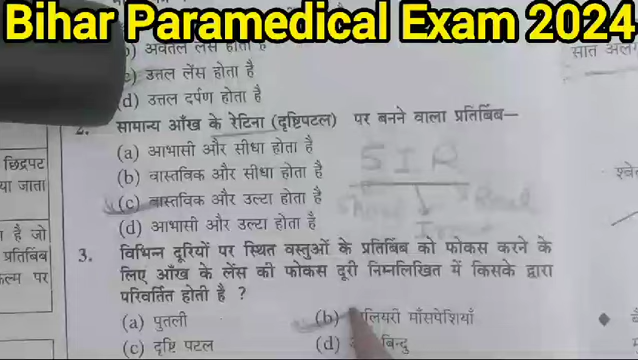 Bihar Paramedical Exam 2024
अवतल लेंस होता है
उत्तल लेंस होता है
(d) उत्तल दर्पण होता है
सात अलग
2. सामान्य आँख के रेटिना (दृष्टिपटल) पर बनने वाला प्रतिबिंब—
(a) आभासी और सीधा होता है
(b) वास्तविक और सीधा होता है
(c) वास्तविक और उल्टा होता है
(d) आभासी और उल्टा होता है
S I R
Real
छिद्रपट
या जाता
है जो
प्रतिबिंब
पर
3. विभिन्न दूरियों पर स्थित वस्तुओं के प्रतिबिंब को फोकस करने के
लिए आँख के लेंस की फोकस दूरी निम्नलिखित में किसके द्वारा
परिवर्तित होती है ?
(a) पुतली
(b) माँसपेशियाँ
(c) दृष्टि पटल
(d) बिन्दु